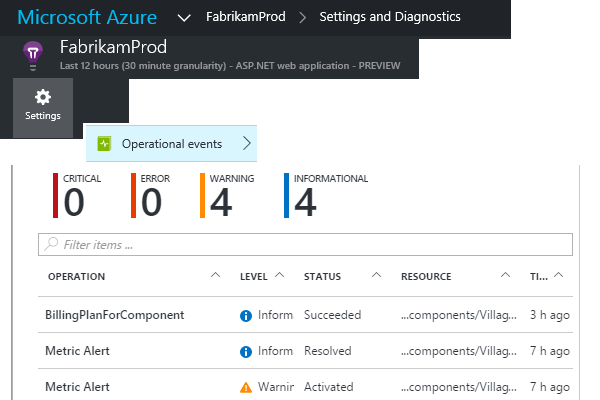 Microsoft Azure FabrikamProd Settings and Diagnostics
FabrikamProd
Last 12 hours (30 minute granularity) - ASP.NET web application - PREVIEW
Settings
Operational events
CRITICAL ERROR WARNING INFORMATIONAL
0 0 4 4
Filter items ...
OPERATION LEVEL STATUS RESOURCE TI...
BillingPlanForComponent Inform Succeeded ...components/Villag... 3 h ago
Metric Alert Inform Resolved ...components/Villag... 7 h ago
Metric Alert Warnin Activated ...components/Villag... 7 h ago